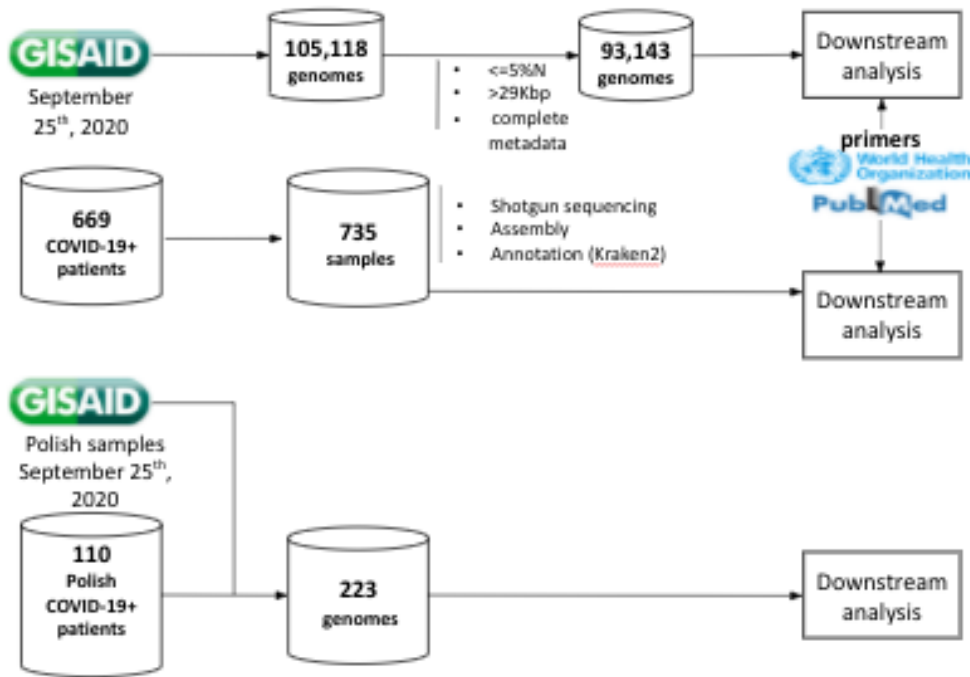 GISAID
September
25th, 2020
105,118
genomes
• <=5%N
• >29Kbp
• complete
metadata
93,143
genomes
Downstream
analysis
primers
World Health
Organization
PubMed
669
COVID-19+
patients
735
samples
• Shotgun sequencing
• Assembly
• Annotation (Kraken2)
Downstream
analysis
GISAID
Polish samples
September 25th,
2020
110
Polish
COVID-19+
patients
223
genomes
Downstream
analysis